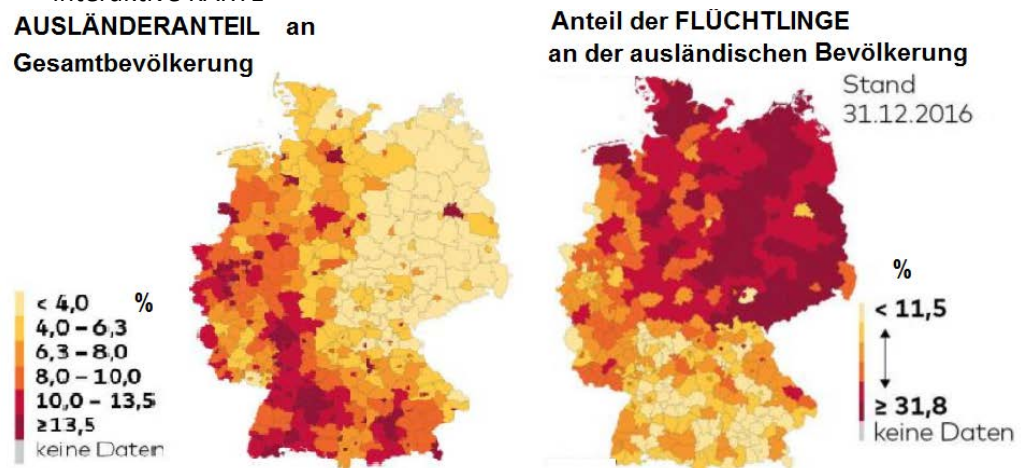 interaktive KARTE
AUSLÄNDERANTEIL an
Gesamtbevölkerung
< 4,0 %
4,0 – 6,3
6,3 – 8,0
8,0 – 10,0
10,0 – 13,5
≥13,5
keine Daten
Anteil der FLÜCHTLINGE
an der ausländischen Bevölkerung
Stand
31.12.2016
%
< 11,5
≥ 31,8
keine Daten